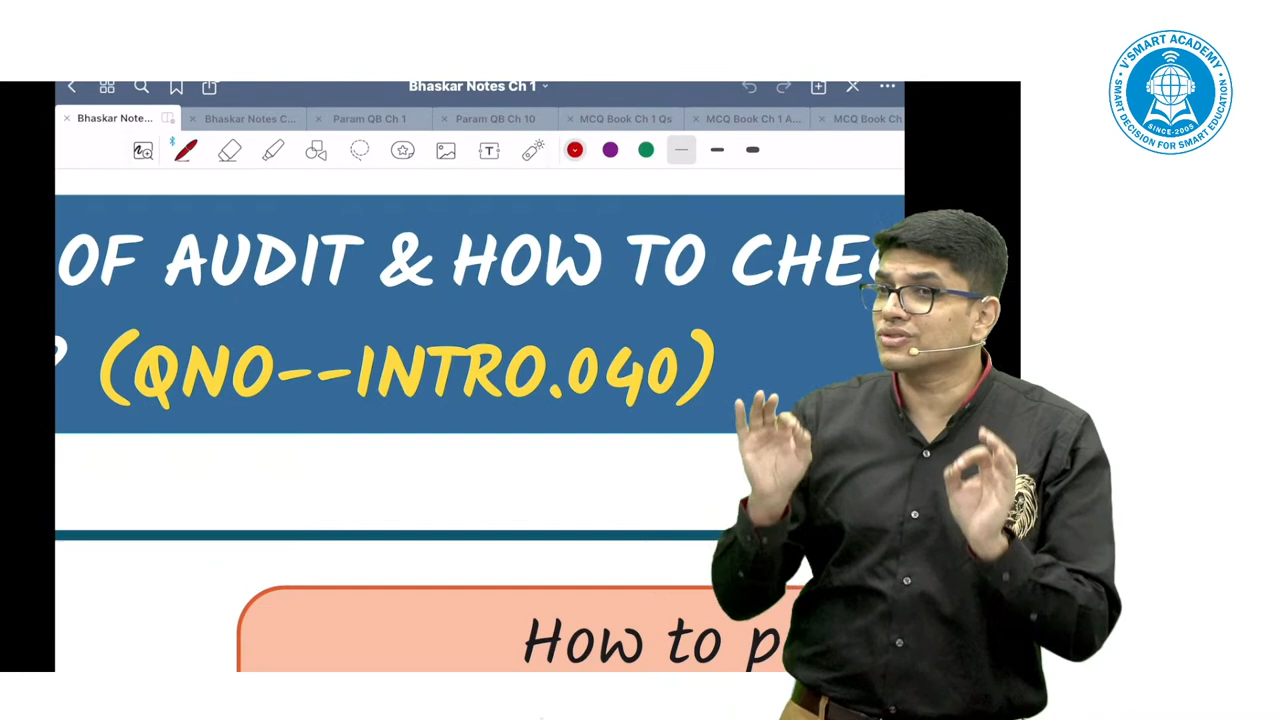 V'SMART ACADEMY
SMART DECISION FOR SMART EDUCATION
SINCE-2009
Bhaskar Notes Ch 1
Bhaskar Note...
Bhaskar Notes C...
Param QB Ch 1
Param QB Ch 10
MCQ Book Ch 1 Qs
MCQ Book Ch 1 A...
MCQ Book Ch
T
OF AUDIT & HOW TO CHE
? (QNO--INTRO.040)
How to p